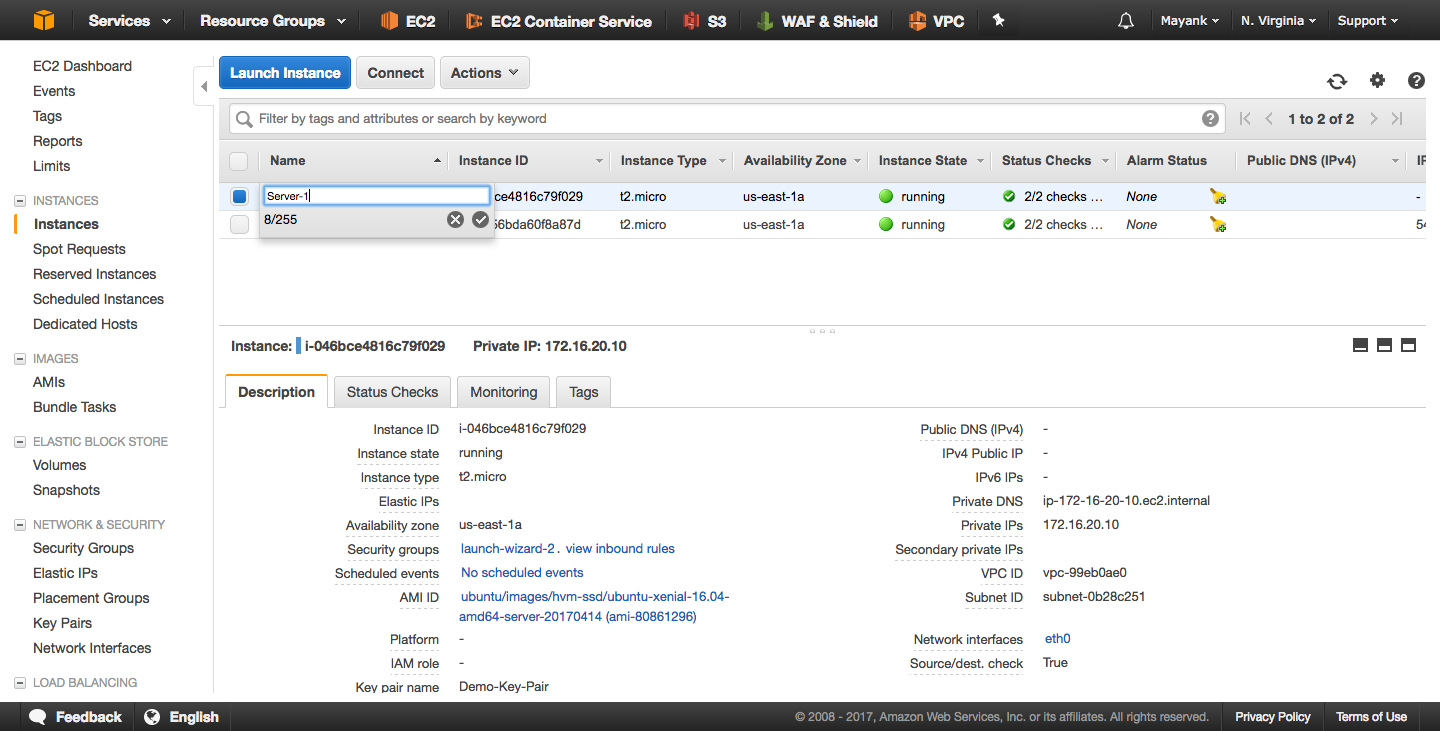 Services Resource Groups EC2 EC2 Container Service S3 WAF & Shield VPC Mayank N. Virginia Support
EC2 Dashboard
Events
Tags
Reports
Limits
INSTANCES
Instances
Spot Requests
Reserved Instances
Scheduled Instances
Dedicated Hosts
IMAGES
AMIs
Bundle Tasks
ELASTIC BLOCK STORE
Volumes
Snapshots
NETWORK & SECURITY
Security Groups
Elastic IPs
Placement Groups
Key Pairs
Network Interfaces
LOAD BALANCING
Launch Instance Connect Actions
Filter by tags and attributes or search by keyword 1 to 2 of 2
Name Instance ID Instance Type Availability Zone Instance State Status Checks Alarm Status Public DNS (IPv4) IP
Server-1 ce4816c79f029 t2.micro us-east-1a running 2/2 checks ... None -
8/255 6bda60f8a87d t2.micro us-east-1a running 2/2 checks ... None 54
Instance: i-046bce4816c79f029 Private IP: 172.16.20.10
Description Status Checks Monitoring Tags
Instance ID i-046bce4816c79f029 Public DNS (IPv4) -
Instance state running IPv4 Public IP -
Instance type t2.micro IPv6 IPs -
Elastic IPs Private DNS ip-172-16-20-10.ec2.internal
Availability zone us-east-1a Private IPs 172.16.20.10
Security groups launch-wizard-2. view inbound rules Secondary private IPs
Scheduled events No scheduled events VPC ID vpc-99eb0ae0
AMI ID ubuntu/images/hvm-ssd/ubuntu-xenial-16.04- Subnet ID subnet-0b28c251
amd64-server-20170414 (ami-80861296)
Platform - Network interfaces eth0
IAM role - Source/dest. check True
Key pair name Demo-Key-Pair
Feedback English © 2008 - 2017, Amazon Web Services, Inc. or its affiliates. All rights reserved. Privacy Policy Terms of Use